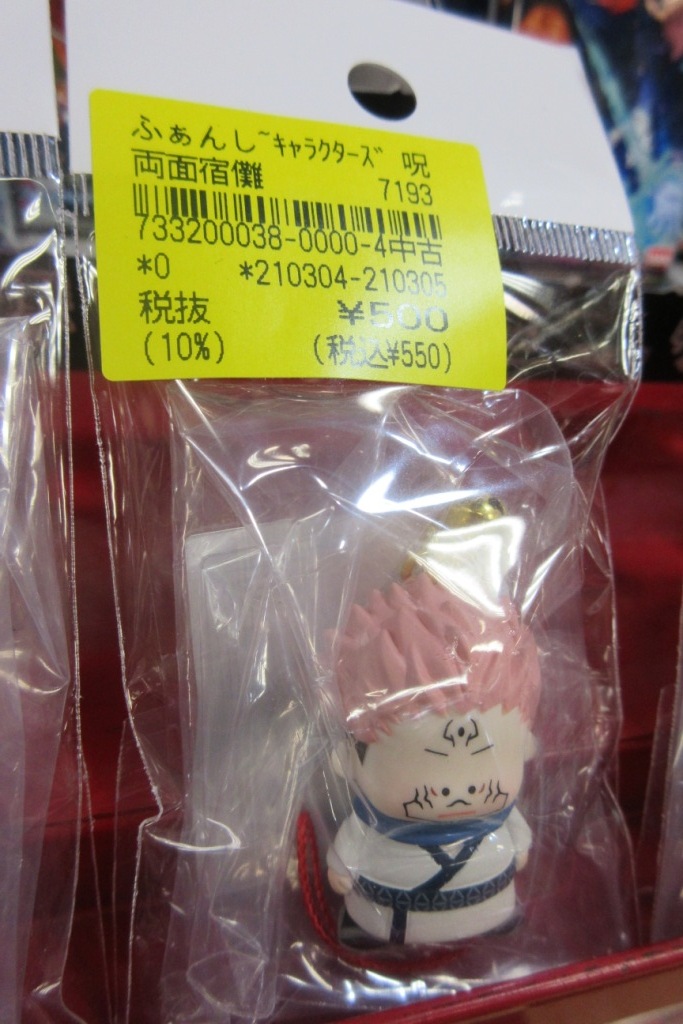 ふぁんし~ｷｬﾗｸﾀｰｽﾞ 呪
両面宿儺
7193
733200038-0000-4中古
*0 *210304-210305
税抜 ¥500
(10%) (税込¥550)